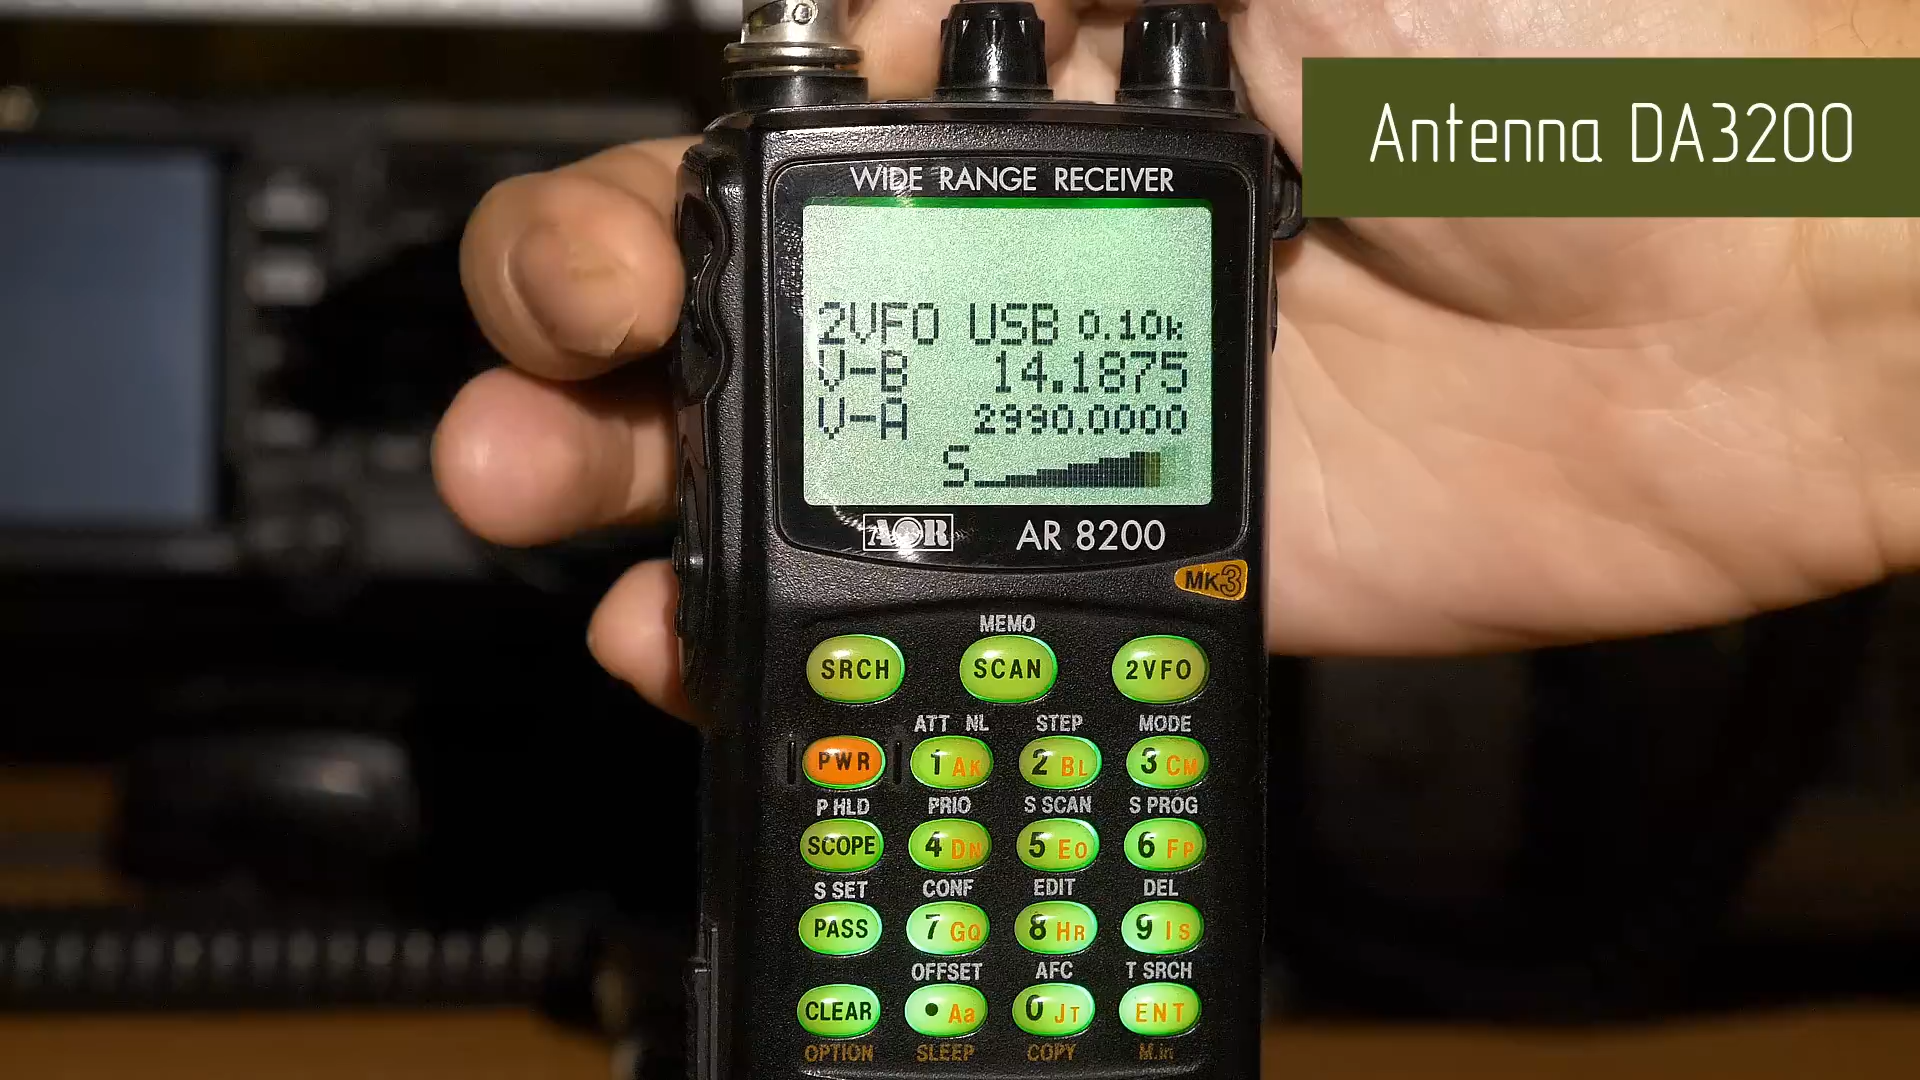 Antenna DA3200
WIDE RANGE RECEIVER
2VFO USB 0.10k
V-B 14.1875
V-A 2990.0000
S
AOR AR 8200
MK3
MEMO
SRCH SCAN 2VFO
ATT NL STEP MODE
PWR 1 AK 2 BL 3 CM
P HLD PRIO S SCAN S PROG
SCOPE 4 DN 5 EO 6 FP
S SET CONF EDIT DEL
PASS 7 GQ 8 HR 9 IS
OFFSET AFC T SRCH
CLEAR • Aa 0 JT ENT
OPTION SLEEP COPY M.in